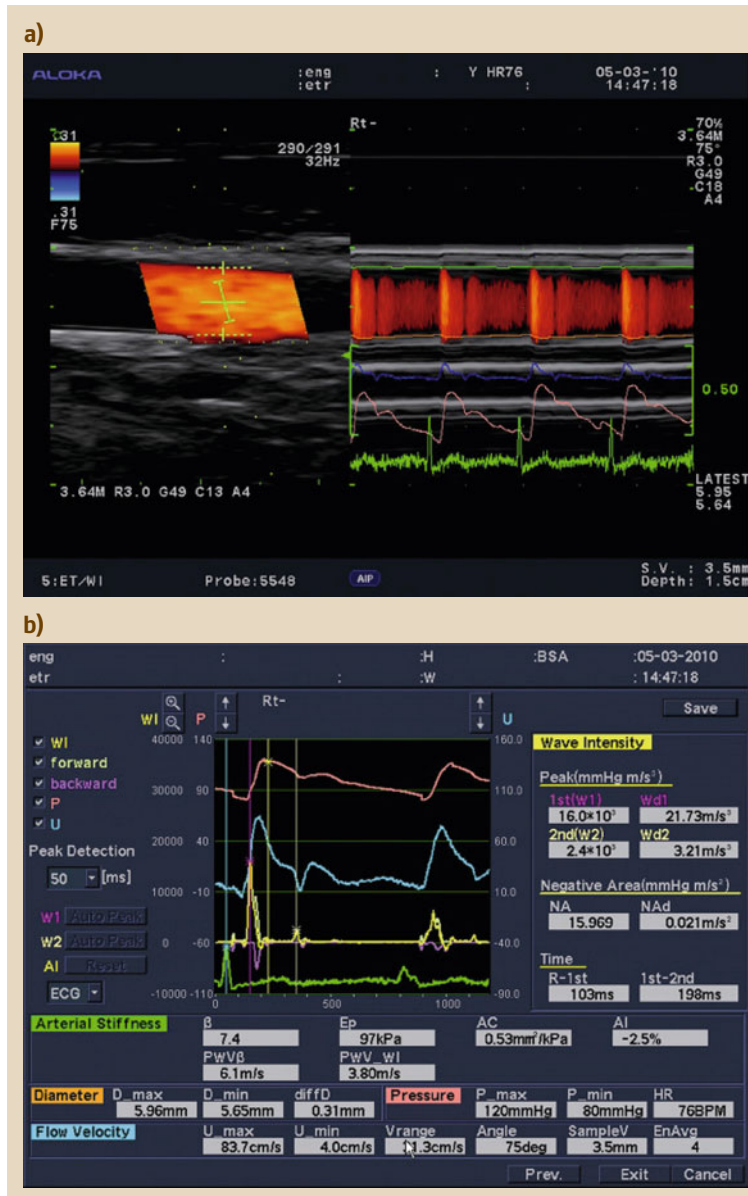 a)
ALOKA :eng : Y HR76 05-03-'10
:etr : 14:47:18
.31
290/291
32Hz
.31
F75
Rt-
70%
3.64M
75°
R3.0
G49
C18
A4
0.50
3.64M R3.0 G49 C13 A4
LATEST
5.95
5.64
5:ET/WI Probe:5548 AIP
S.V. : 3.5mm
Depth: 1.5cm
b)
eng : :H :BSA :05-03-2010
etr : :W : 14:47:18
Rt-
Save
WI P U
WI
forward
backward
P
U
Peak Detection
50 [ms]
W1 Auto Peak
W2 Auto Peak
AI Reset
ECG
40000 140 160.0
30000 90 110.0
20000 40 60.0
10000 -10 10.0
0 -60 -40.0
-10000 -110 -90.0
0 500 1000
Wave Intensity
Peak(mmHg m/s³)
1st(W1) Wd1
16.0*10³ 21.73m/s³
2nd(W2) Wd2
2.4*10³ 3.21m/s³
Negative Area(mmHg m/s²)
NA NAd
15.969 0.021m/s²
Time
R-1st 1st-2nd
103ms 198ms
Arterial Stiffness
β Ep AC AI
7.4 97kPa 0.53mm²/kPa -2.5%
PWVβ PWV_WI
6.1m/s 3.80m/s
Diameter D_max D_min diffD Pressure P_max P_min HR
5.96mm 5.65mm 0.31mm 120mmHg 80mmHg 76BPM
Flow Velocity U_max U_min Vrange Angle SampleV EnAvg
83.7cm/s 4.0cm/s 1.3cm/s 75deg 3.5mm 4
Prev. Exit Cancel